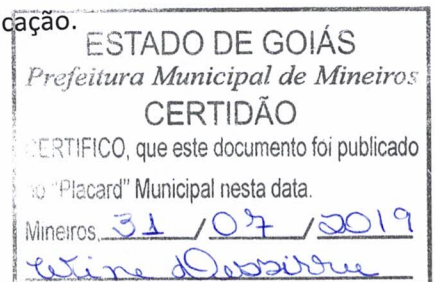 cação.
ESTADO DE GOIÁS
Prefeitura Municipal de Mineiros
CERTIDÃO
CERTIFICO, que este documento foi publicado
no "Placard" Municipal nesta data.
Mineiros, 31 / 07 / 2019